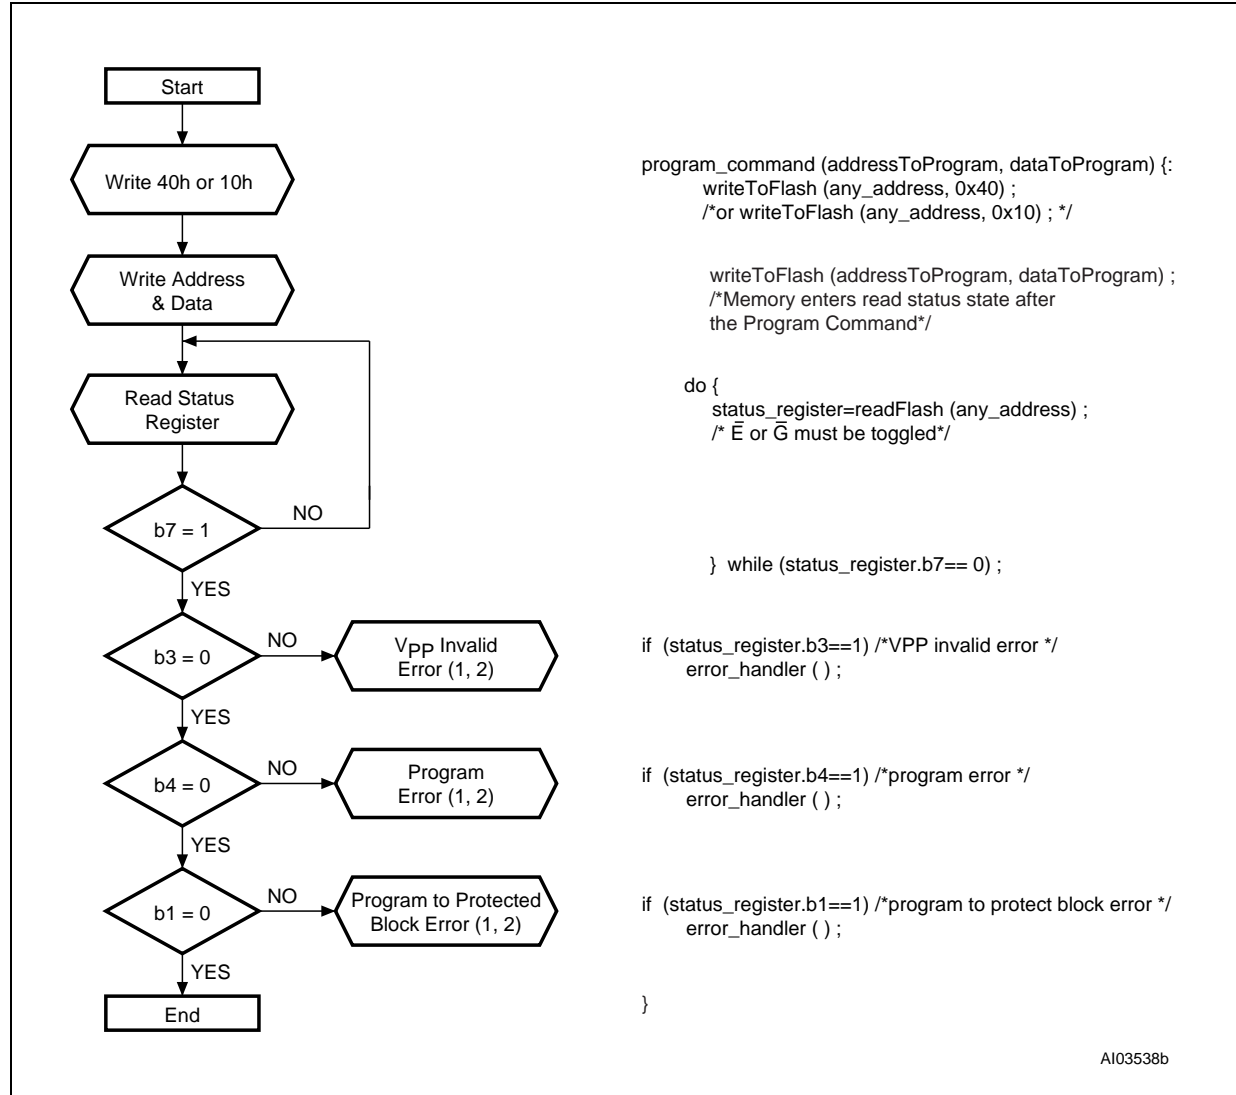 Start
Write 40h or 10h
program_command (addressToProgram, dataToProgram) {:
writeToFlash (any_address, 0x40) ;
/*or writeToFlash (any_address, 0x10) ; */
Write Address
& Data
writeToFlash (addressToProgram, dataToProgram) ;
/*Memory enters read status state after
the Program Command*/
Read Status
Register
do {
status_register=readFlash (any_address) ;
/* E̅ or G̅ must be toggled*/
b7 = 1
NO
YES
} while (status_register.b7== 0) ;
b3 = 0
NO
YES
VPP Invalid
Error (1, 2)
if (status_register.b3==1) /*VPP invalid error */
error_handler ( ) ;
b4 = 0
NO
YES
Program
Error (1, 2)
if (status_register.b4==1) /*program error */
error_handler ( ) ;
b1 = 0
NO
YES
Program to Protected
Block Error (1, 2)
if (status_register.b1==1) /*program to protect block error */
error_handler ( ) ;
End
}
AI03538b